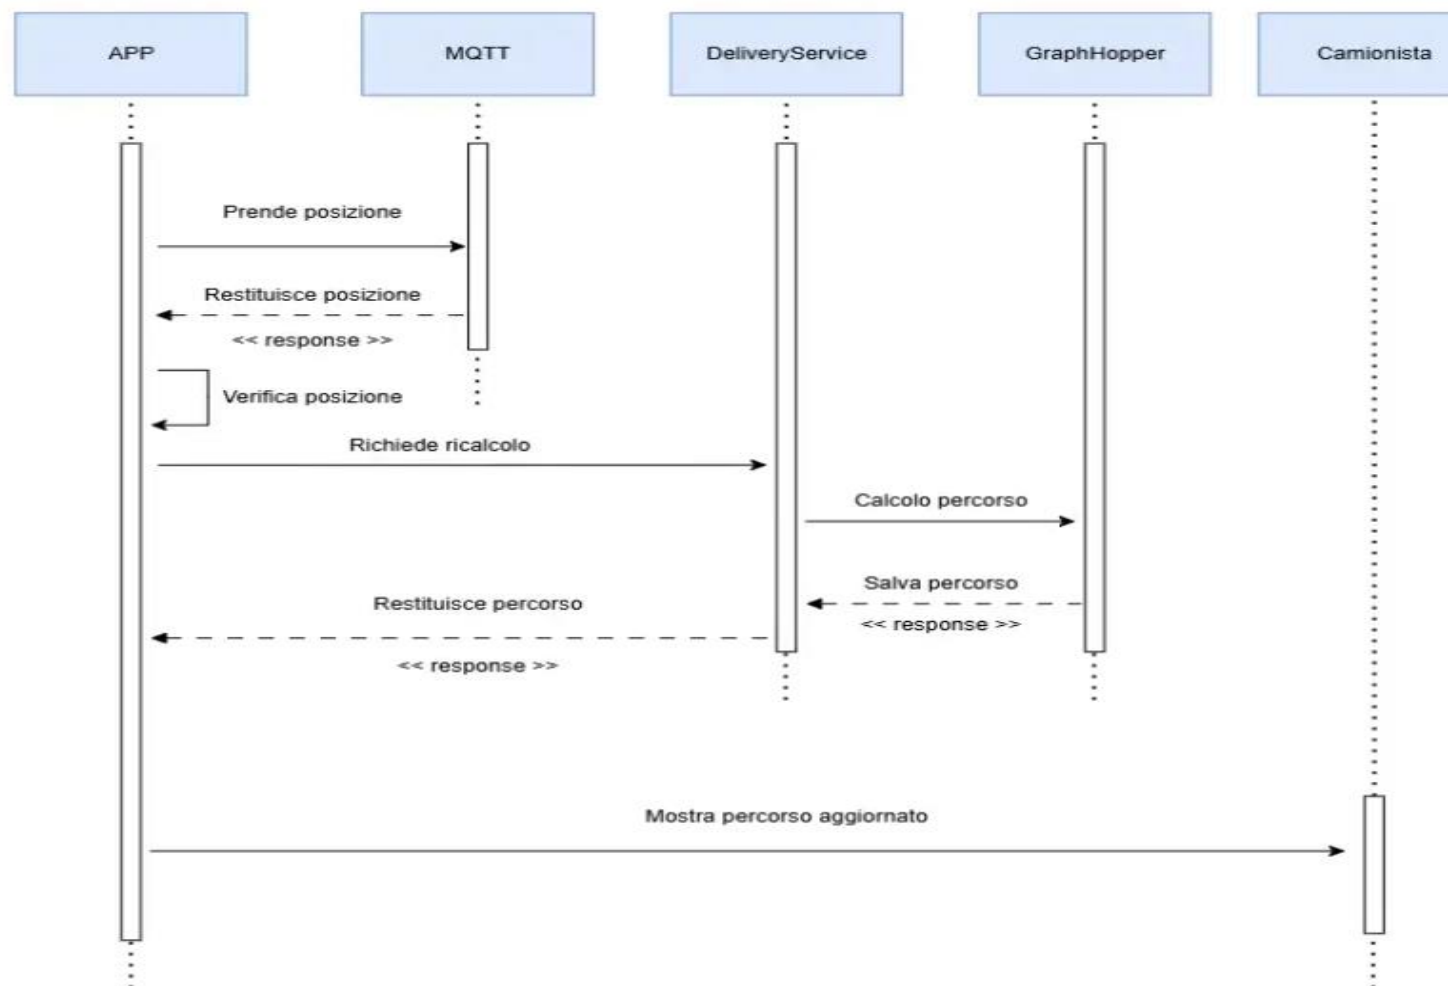 APP
MQTT
DeliveryService
GraphHopper
Camionista
Prende posizione
Restituisce posizione
<< response >>
Verifica posizione
Richiede ricalcolo
Calcolo percorso
Salva percorso
<< response >>
Restituisce percorso
<< response >>
Mostra percorso aggiornato